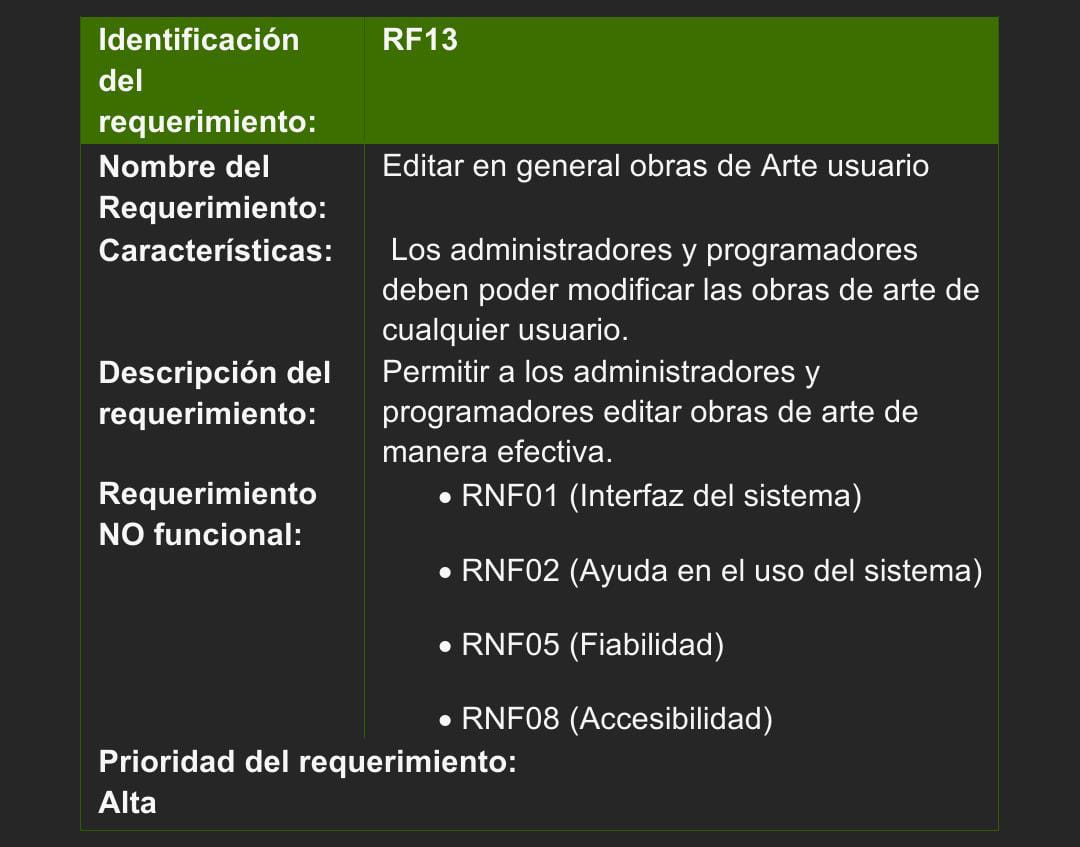 Identificación RF13
del
requerimiento:
Nombre del Editar en general obras de Arte usuario
Requerimiento:
Características: Los administradores y programadores
deben poder modificar las obras de arte de
cualquier usuario.
Descripción del Permitir a los administradores y
requerimiento: programadores editar obras de arte de
manera efectiva.
Requerimiento • RNF01 (Interfaz del sistema)
NO funcional:
• RNF02 (Ayuda en el uso del sistema)
• RNF05 (Fiabilidad)
• RNF08 (Accesibilidad)
Prioridad del requerimiento:
Alta